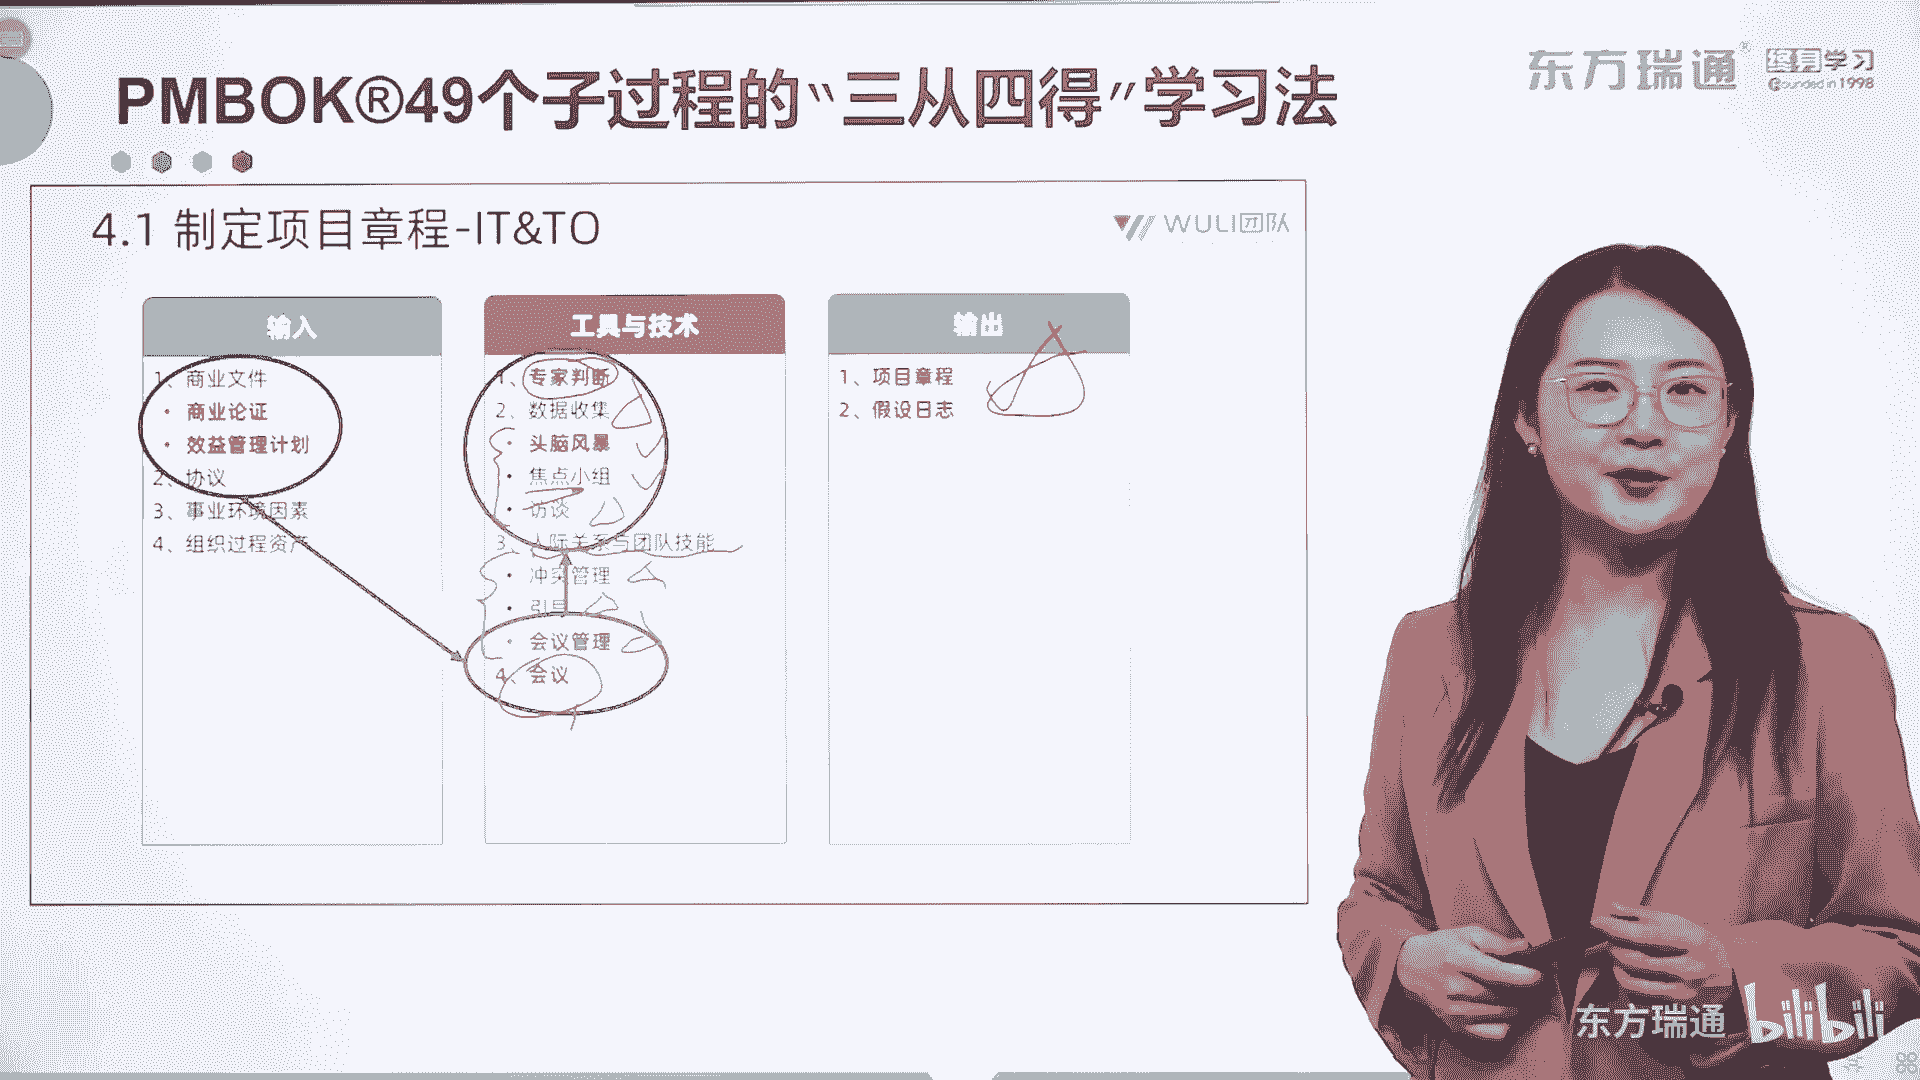 PMBOK®49个子过程的“三从四得”学习法
东方瑞通®
终身学习
Founded in 1998
4.1 制定项目章程-IT&TO
WULI团队
输入
1、商业文件
• 商业论证
• 效益管理计划
2、协议
3、事业环境因素
4、组织过程资产
工具与技术
1、专家判断
2、数据收集
• 头脑风暴
• 焦点小组
• 访谈
3、人际关系与团队技能
• 冲突管理
• 引导
• 会议管理
4、会议
输出
1、项目章程
2、假设日志
东方瑞通 bilibili